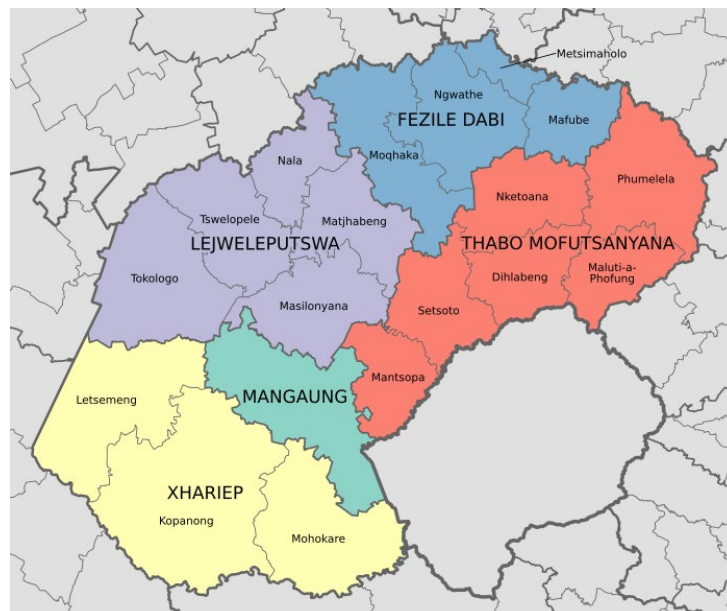 Metsimaholo
Ngwathe
FEZILE DABI
Mafube
Moqhaka
Nala
Phumelela
Nketoana
Tswelopele
Matjhabeng
LEJWELEPUTSWA
THABO MOFUTSANYANA
Tokologo
Dihlabeng
Maluti-a-
Phofung
Masilonyana
Setsoto
Mantsopa
Letsemeng
MANGAUNG
XHARIEP
Kopanong
Mohokare